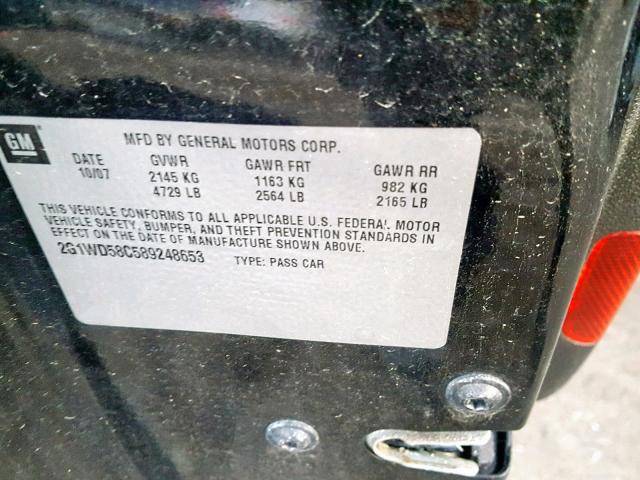 GM
MFD BY GENERAL MOTORS CORP.
DATE GVWR GAWR FRT GAWR RR
10/07 2145 KG 1163 KG 982 KG
4729 LB 2564 LB 2165 LB
THIS VEHICLE CONFORMS TO ALL APPLICABLE U.S. FEDERAL MOTOR
VEHICLE SAFETY, BUMPER, AND THEFT PREVENTION STANDARDS IN
EFFECT ON THE DATE OF MANUFACTURE SHOWN ABOVE.
2G1WD58C589248653 TYPE: PASS CAR